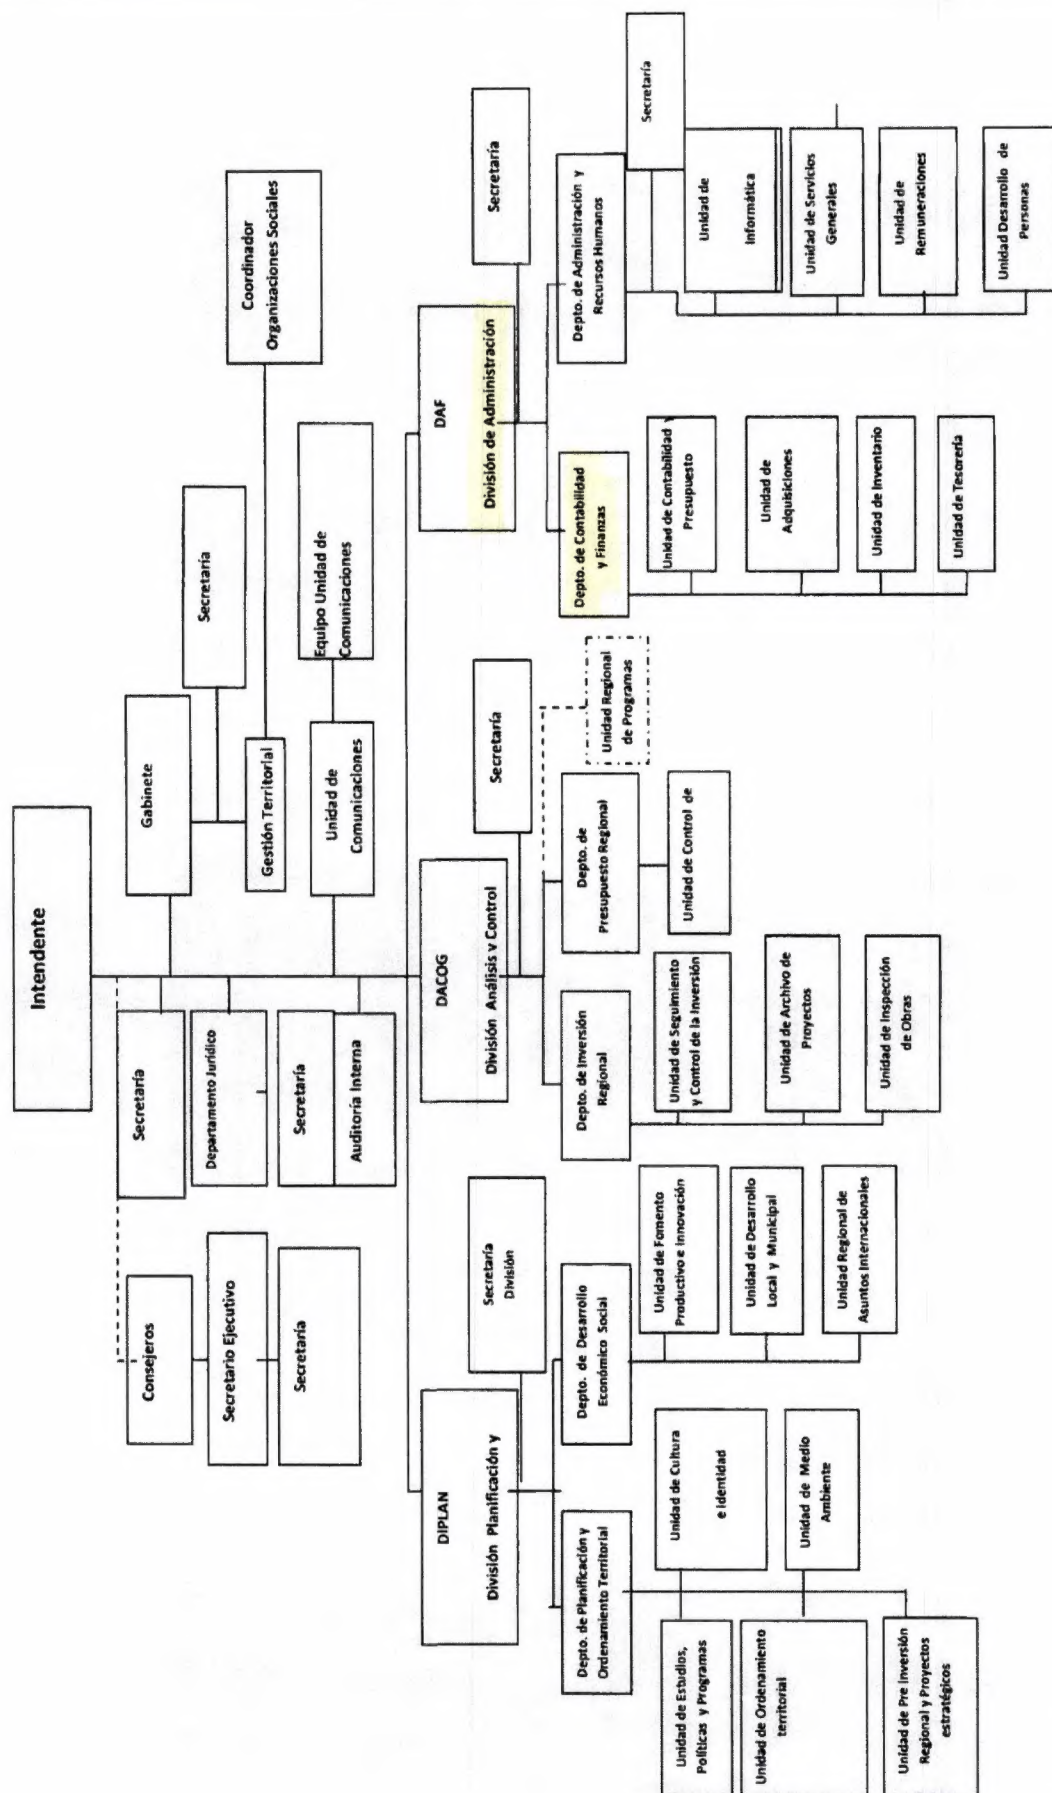 Intendente
Gabinete
Secretaría
Gestión Territorial
Coordinador
Organizaciones Sociales
Unidad de
Comunicaciones
Equipo Unidad de
Comunicaciones
Secretaría
Departamento Jurídico
Secretaría
Auditoría Interna
Consejeros
Secretario Ejecutivo
Secretaría
DIPLAN
División Planificación y
Secretaría
División
Depto. de Planificación y
Ordenamiento Territorial
Unidad de Estudios,
Políticas y Programas
Unidad de Cultura
e Identidad
Unidad de Ordenamiento
territorial
Unidad de Medio
Ambiente
Unidad de Pre Inversión
Regional y Proyectos
estratégicos
Depto. de Desarrollo
Económico Social
Unidad de Fomento
Productivo e Innovación
Unidad de Desarrollo
Local y Municipal
Unidad Regional de
Asuntos Internacionales
DACOG
División Análisis y Control
Secretaría
Depto. de Inversión
Regional
Unidad de Seguimiento
y Control de la Inversión
Unidad de Archivo de
Proyectos
Unidad de Inspección
de Obras
Depto. de
Presupuesto Regional
Unidad de Control de
Unidad Regional
de Programas
DAF
División de Administración
Secretaría
Depto. de Contabilidad
y Finanzas
Unidad de Contabilidad y
Presupuesto
Unidad de
Adquisiciones
Unidad de Inventario
Unidad de Tesorería
Depto. de Administración y
Recursos Humanos
Secretaría
Unidad de
Informática
Unidad de Servicios
Generales
Unidad de
Remuneraciones
Unidad Desarrollo de
Personas